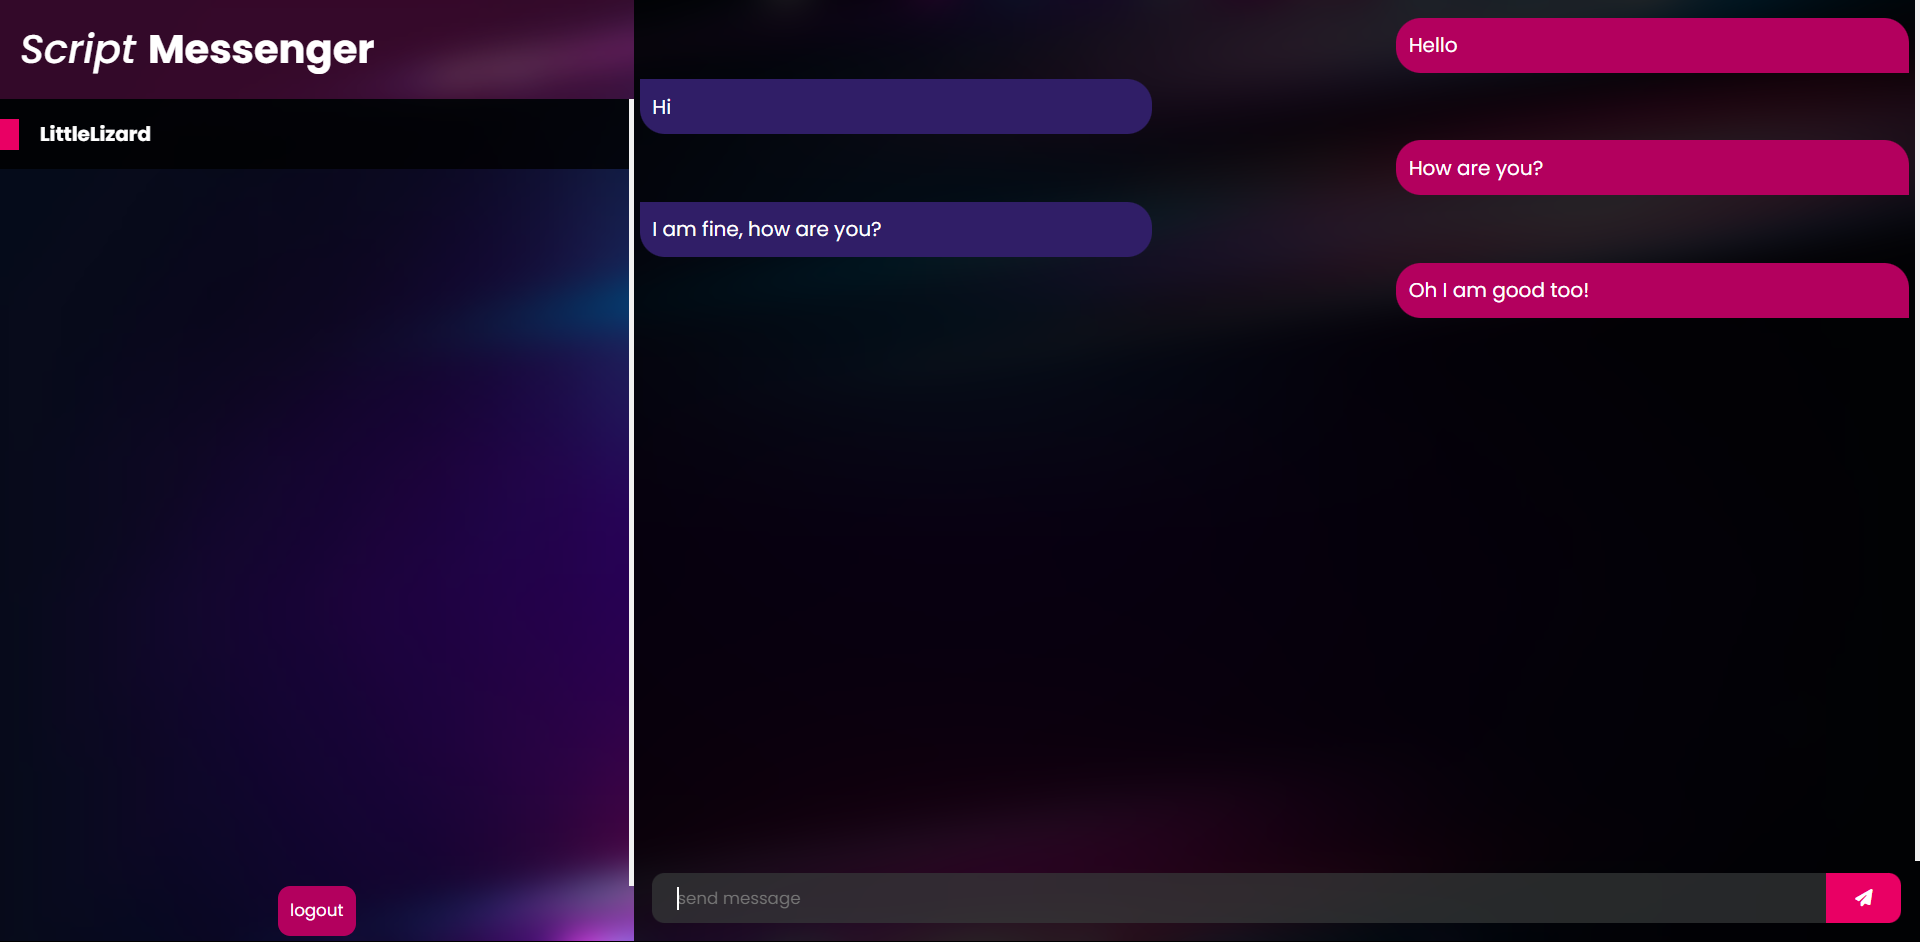 Script Messenger
LittleLizard
logout
Hello
Hi
How are you?
I am fine, how are you?
Oh I am good too!
send message